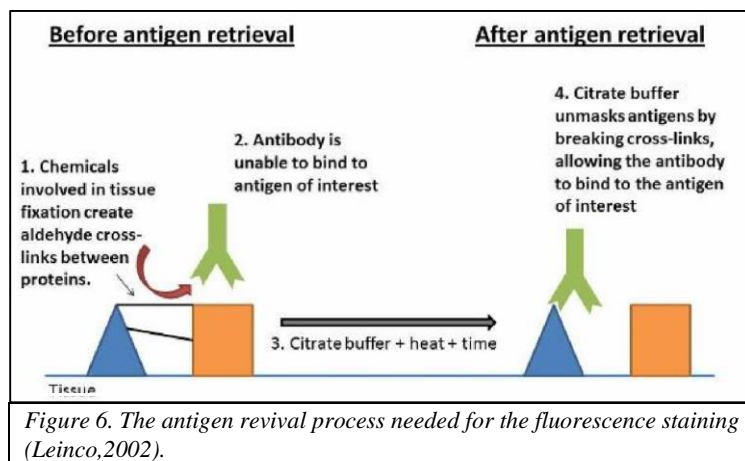 Before antigen retrieval
After antigen retrieval
1. Chemicals
involved in tissue
fixation create
aldehyde cross-
links between
proteins.
2. Antibody is
unable to bind to
antigen of interest
3. Citrate buffer + heat + time
4. Citrate buffer
unmasks antigens by
breaking cross-links,
allowing the antibody
to bind to the antigen
of interest
Tissue
Figure 6. The antigen revival process needed for the fluorescence staining
(Leinco,2002).